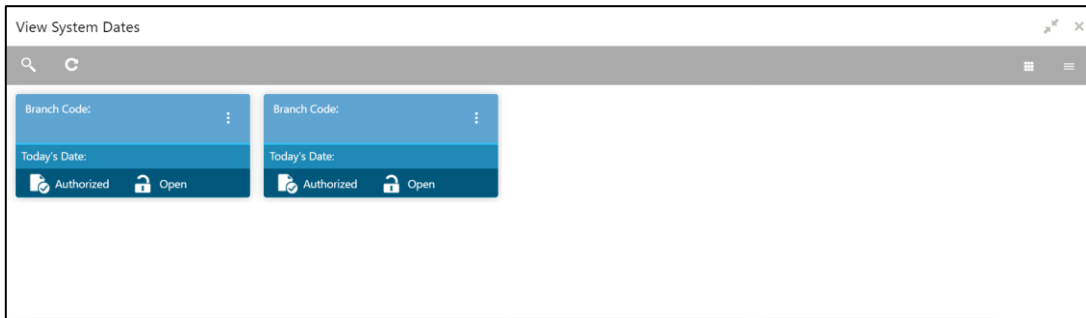 View System Dates
Branch Code:
Today's Date:
Authorized Open
Branch Code:
Today's Date:
Authorized Open